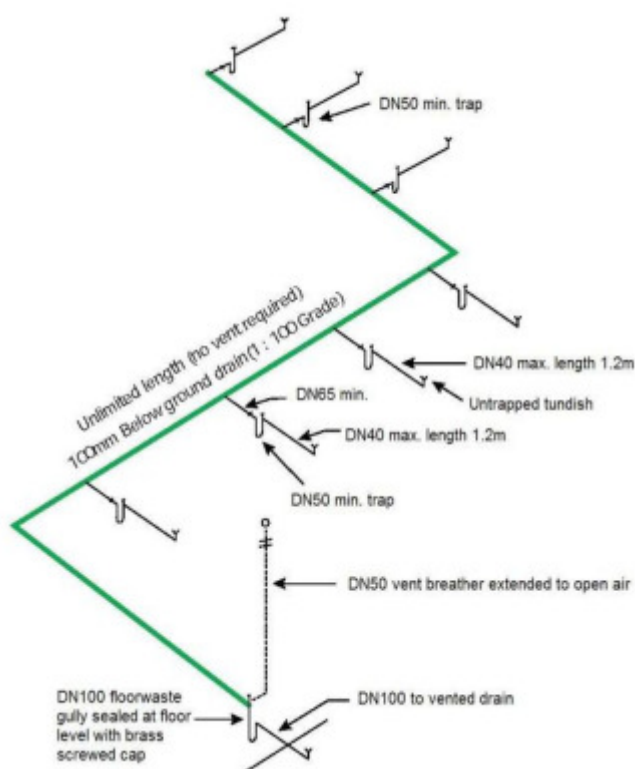 DN50 min. trap
Unlimited length (no vent required)
100mm Below ground drain (1 : 100 Grade)
DN40 max. length 1.2m
Untrapped tundish
DN65 min.
DN40 max. length 1.2m
DN50 min. trap
DN50 vent breather extended to open air
DN100 floorwaste
gully sealed at floor
level with brass
screwed cap
DN100 to vented drain